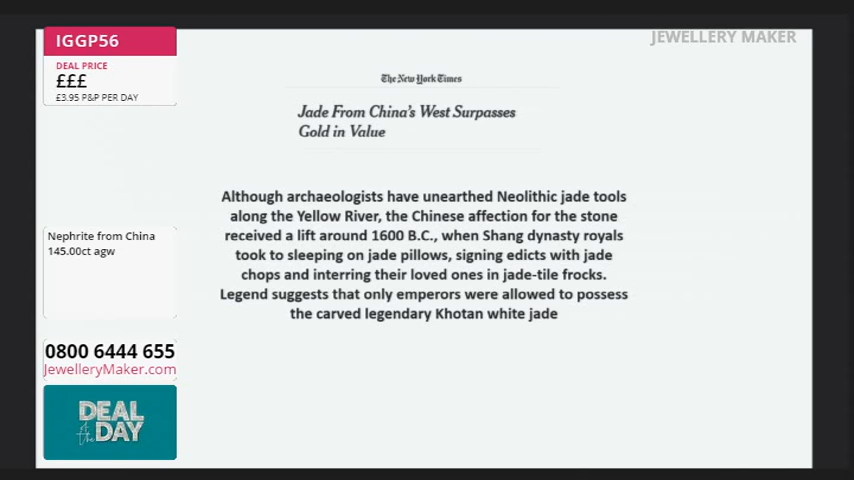 IGGP56
DEAL PRICE
£££
£3.95 P&P PER DAY
JEWELLERY MAKER
The New York Times
Jade From China's West Surpasses
Gold in Value
Although archaeologists have unearthed Neolithic jade tools
along the Yellow River, the Chinese affection for the stone
received a lift around 1600 B.C., when Shang dynasty royals
took to sleeping on jade pillows, signing edicts with jade
chops and interring their loved ones in jade-tile frocks.
Legend suggests that only emperors were allowed to possess
the carved legendary Khotan white jade
Nephrite from China
145.00ct agw
0800 6444 655
JewelleryMaker.com
DEAL
of the
DAY